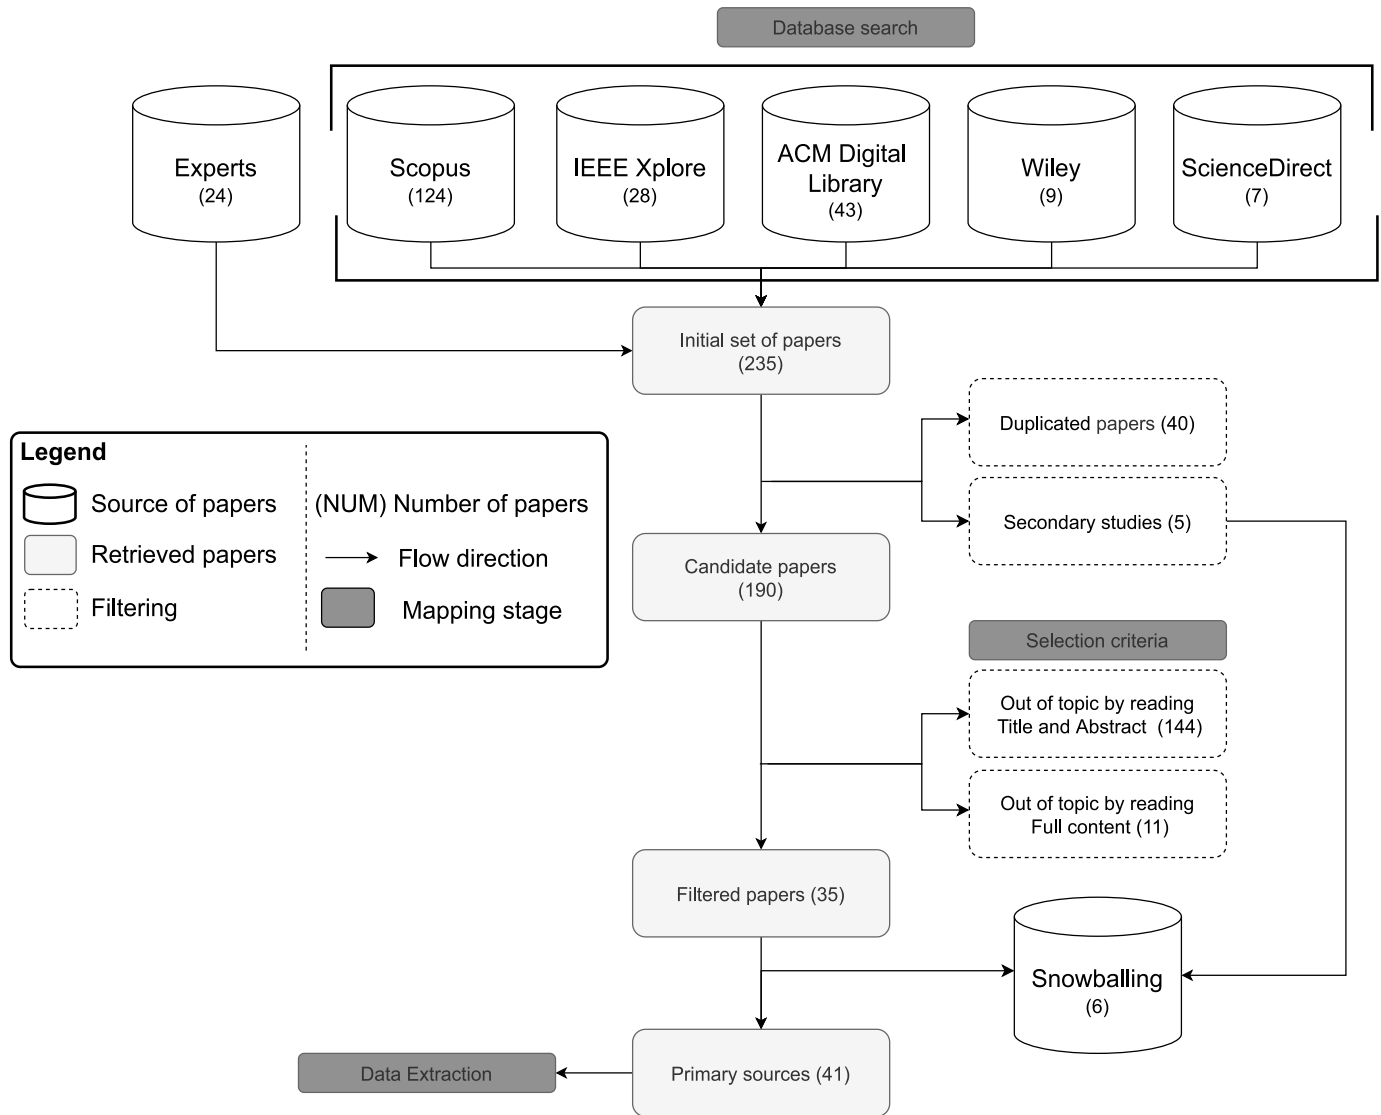 Database search
Experts
(24)
Scopus
(124)
IEEE Xplore
(28)
ACM Digital
Library
(43)
Wiley
(9)
ScienceDirect
(7)
Initial set of papers
(235)
Duplicated papers (40)
Secondary studies (5)
Legend
Source of papers
Retrieved papers
Filtering
(NUM) Number of papers
Flow direction
Mapping stage
Candidate papers
(190)
Selection criteria
Out of topic by reading
Title and Abstract (144)
Out of topic by reading
Full content (11)
Filtered papers (35)
Snowballing
(6)
Primary sources (41)
Data Extraction